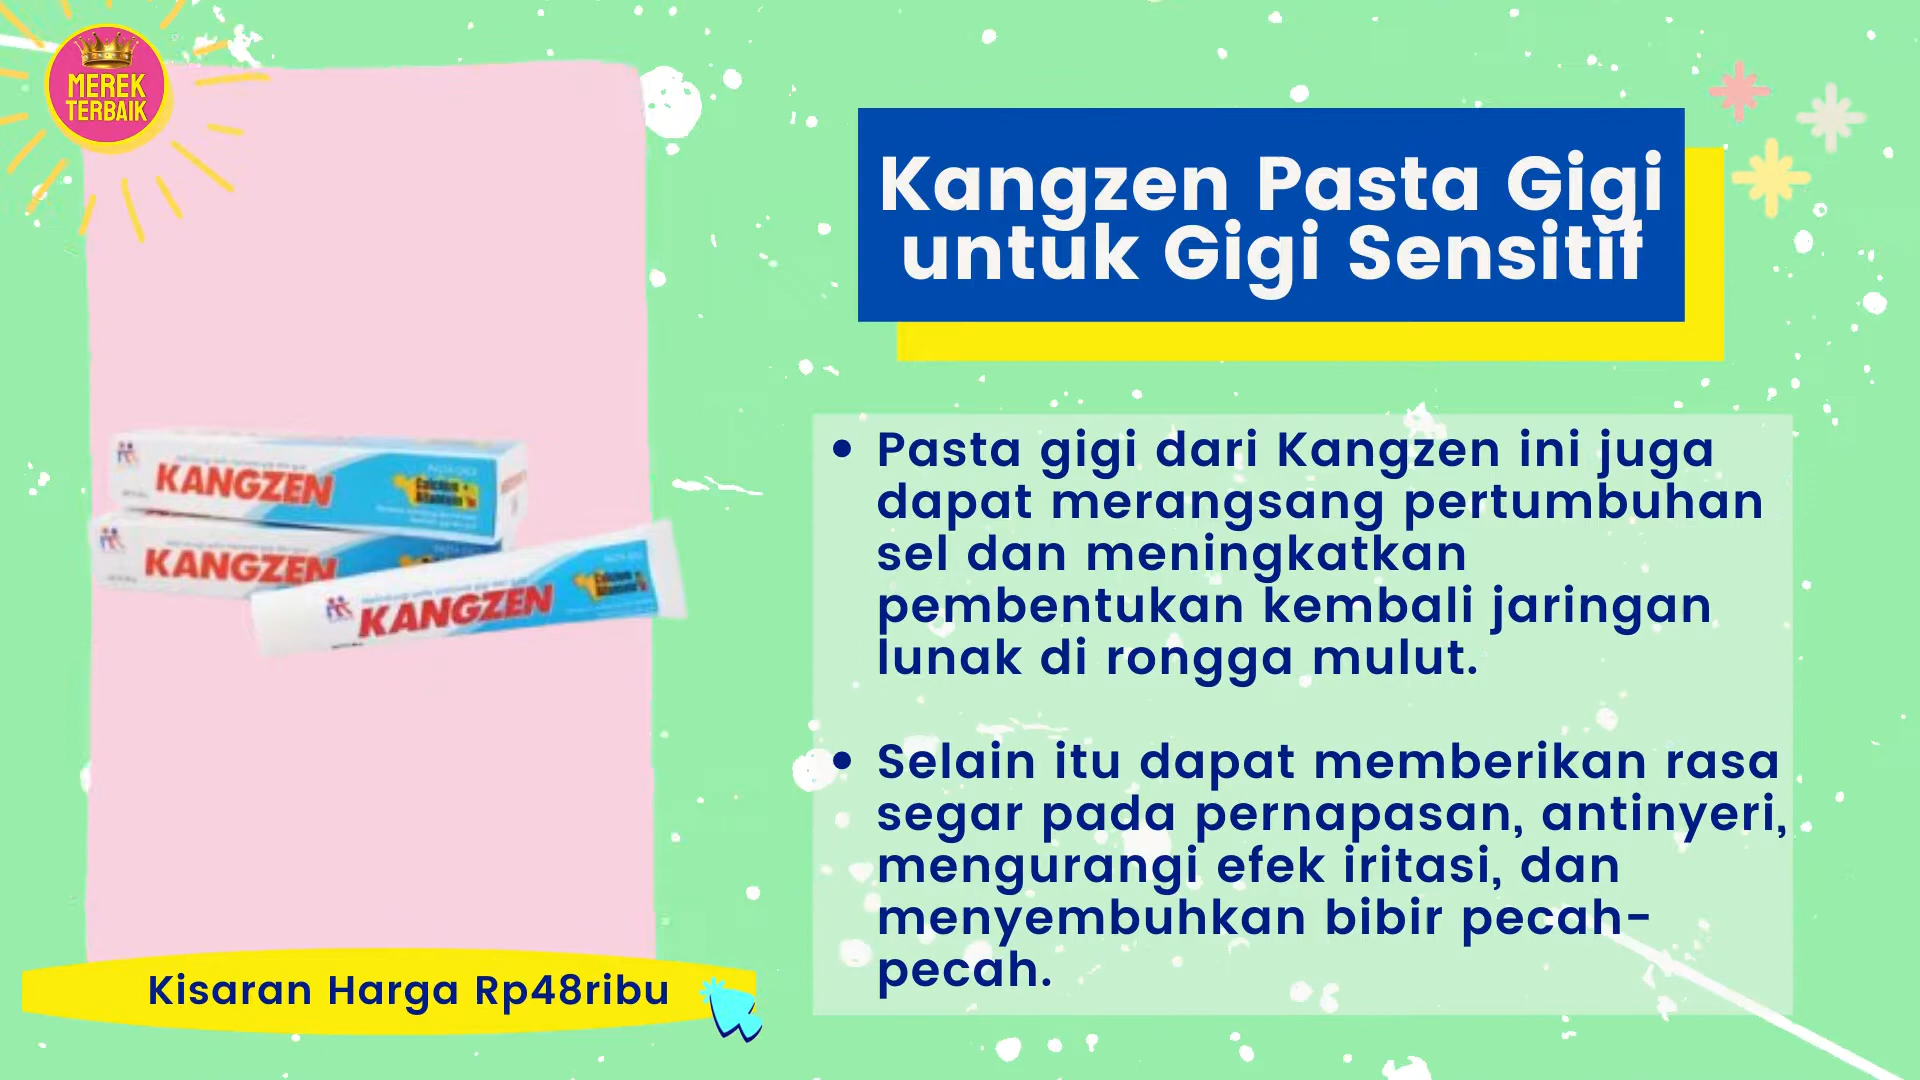 MEREK
TERBAIK
Kangzen Pasta Gigi
untuk Gigi Sensitif
KANGZEN
Calcium +
KANGZEN
KANGZEN
• Pasta gigi dari Kangzen ini juga
dapat merangsang pertumbuhan
sel dan meningkatkan
pembentukan kembali jaringan
lunak di rongga mulut.
• Selain itu dapat memberikan rasa
segar pada pernapasan, antinyeri,
mengurangi efek iritasi, dan
menyembuhkan bibir pecah-
pecah.
Kisaran Harga Rp48ribu